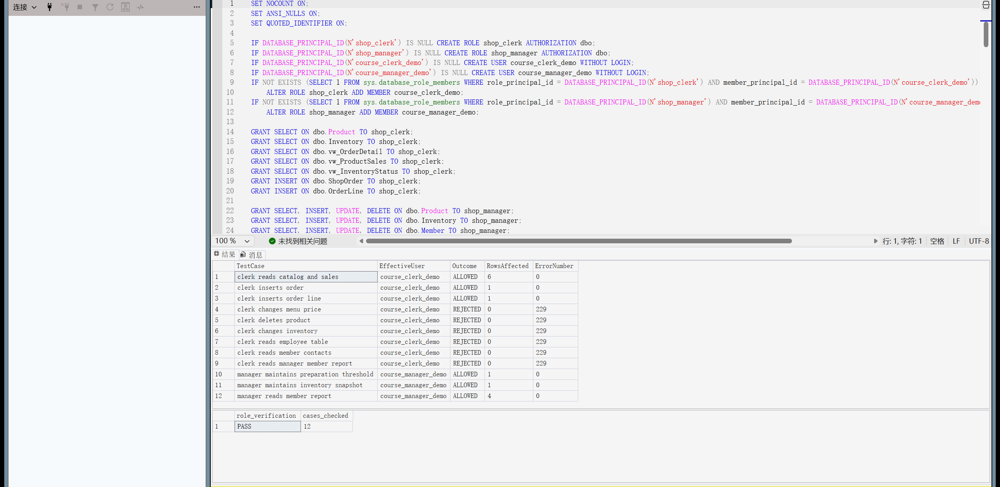 连接
1 SET NOCOUNT ON;
2 SET ANSI_NULLS ON;
3 SET QUOTED_IDENTIFIER ON;
4
5 IF DATABASE_PRINCIPAL_ID(N'shop_clerk') IS NULL CREATE ROLE shop_clerk AUTHORIZATION dbo;
6 IF DATABASE_PRINCIPAL_ID(N'shop_manager') IS NULL CREATE ROLE shop_manager AUTHORIZATION dbo;
7 IF DATABASE_PRINCIPAL_ID(N'course_clerk_demo') IS NULL CREATE USER course_clerk_demo WITHOUT LOGIN;
8 IF DATABASE_PRINCIPAL_ID(N'course_manager_demo') IS NULL CREATE USER course_manager_demo WITHOUT LOGIN;
9 IF NOT EXISTS (SELECT 1 FROM sys.database_role_members WHERE role_principal_id = DATABASE_PRINCIPAL_ID(N'shop_clerk') AND member_principal_id = DATABASE_PRINCIPAL_ID(N'course_clerk_demo'))
10 ALTER ROLE shop_clerk ADD MEMBER course_clerk_demo;
11 IF NOT EXISTS (SELECT 1 FROM sys.database_role_members WHERE role_principal_id = DATABASE_PRINCIPAL_ID(N'shop_manager') AND member_principal_id = DATABASE_PRINCIPAL_ID(N'course_manager_dem
12 ALTER ROLE shop_manager ADD MEMBER course_manager_demo;
13
14 GRANT SELECT ON dbo.Product TO shop_clerk;
15 GRANT SELECT ON dbo.Inventory TO shop_clerk;
16 GRANT SELECT ON dbo.vw_OrderDetail TO shop_clerk;
17 GRANT SELECT ON dbo.vw_ProductSales TO shop_clerk;
18 GRANT SELECT ON dbo.vw_InventoryStatus TO shop_clerk;
19 GRANT INSERT ON dbo.ShopOrder TO shop_clerk;
20 GRANT INSERT ON dbo.OrderLine TO shop_clerk;
21
22 GRANT SELECT, INSERT, UPDATE, DELETE ON dbo.Product TO shop_manager;
23 GRANT SELECT, INSERT, UPDATE, DELETE ON dbo.Inventory TO shop_manager;
24 GRANT SELECT, INSERT, UPDATE, DELETE ON dbo.Member TO shop_manager;
100 % 未找到相关问题 行: 1, 字符: 1 空格 LF UTF-8
结果 消息
TestCase EffectiveUser Outcome RowsAffected ErrorNumber
1 clerk reads catalog and sales course_clerk_demo ALLOWED 6 0
2 clerk inserts order course_clerk_demo ALLOWED 1 0
3 clerk inserts order line course_clerk_demo ALLOWED 1 0
4 clerk changes menu price course_clerk_demo REJECTED 0 229
5 clerk deletes product course_clerk_demo REJECTED 0 229
6 clerk changes inventory course_clerk_demo REJECTED 0 229
7 clerk reads employee table course_clerk_demo REJECTED 0 229
8 clerk reads member contacts course_clerk_demo REJECTED 0 229
9 clerk reads manager member report course_clerk_demo REJECTED 0 229
10 manager maintains preparation threshold course_manager_demo ALLOWED 1 0
11 manager maintains inventory snapshot course_manager_demo ALLOWED 1 0
12 manager reads member report course_manager_demo ALLOWED 4 0
role_verification cases_checked
1 PASS 12